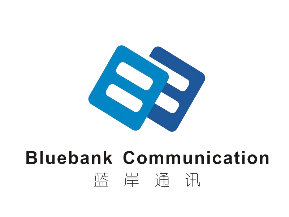 Bluebank Communication
蓝岸通讯